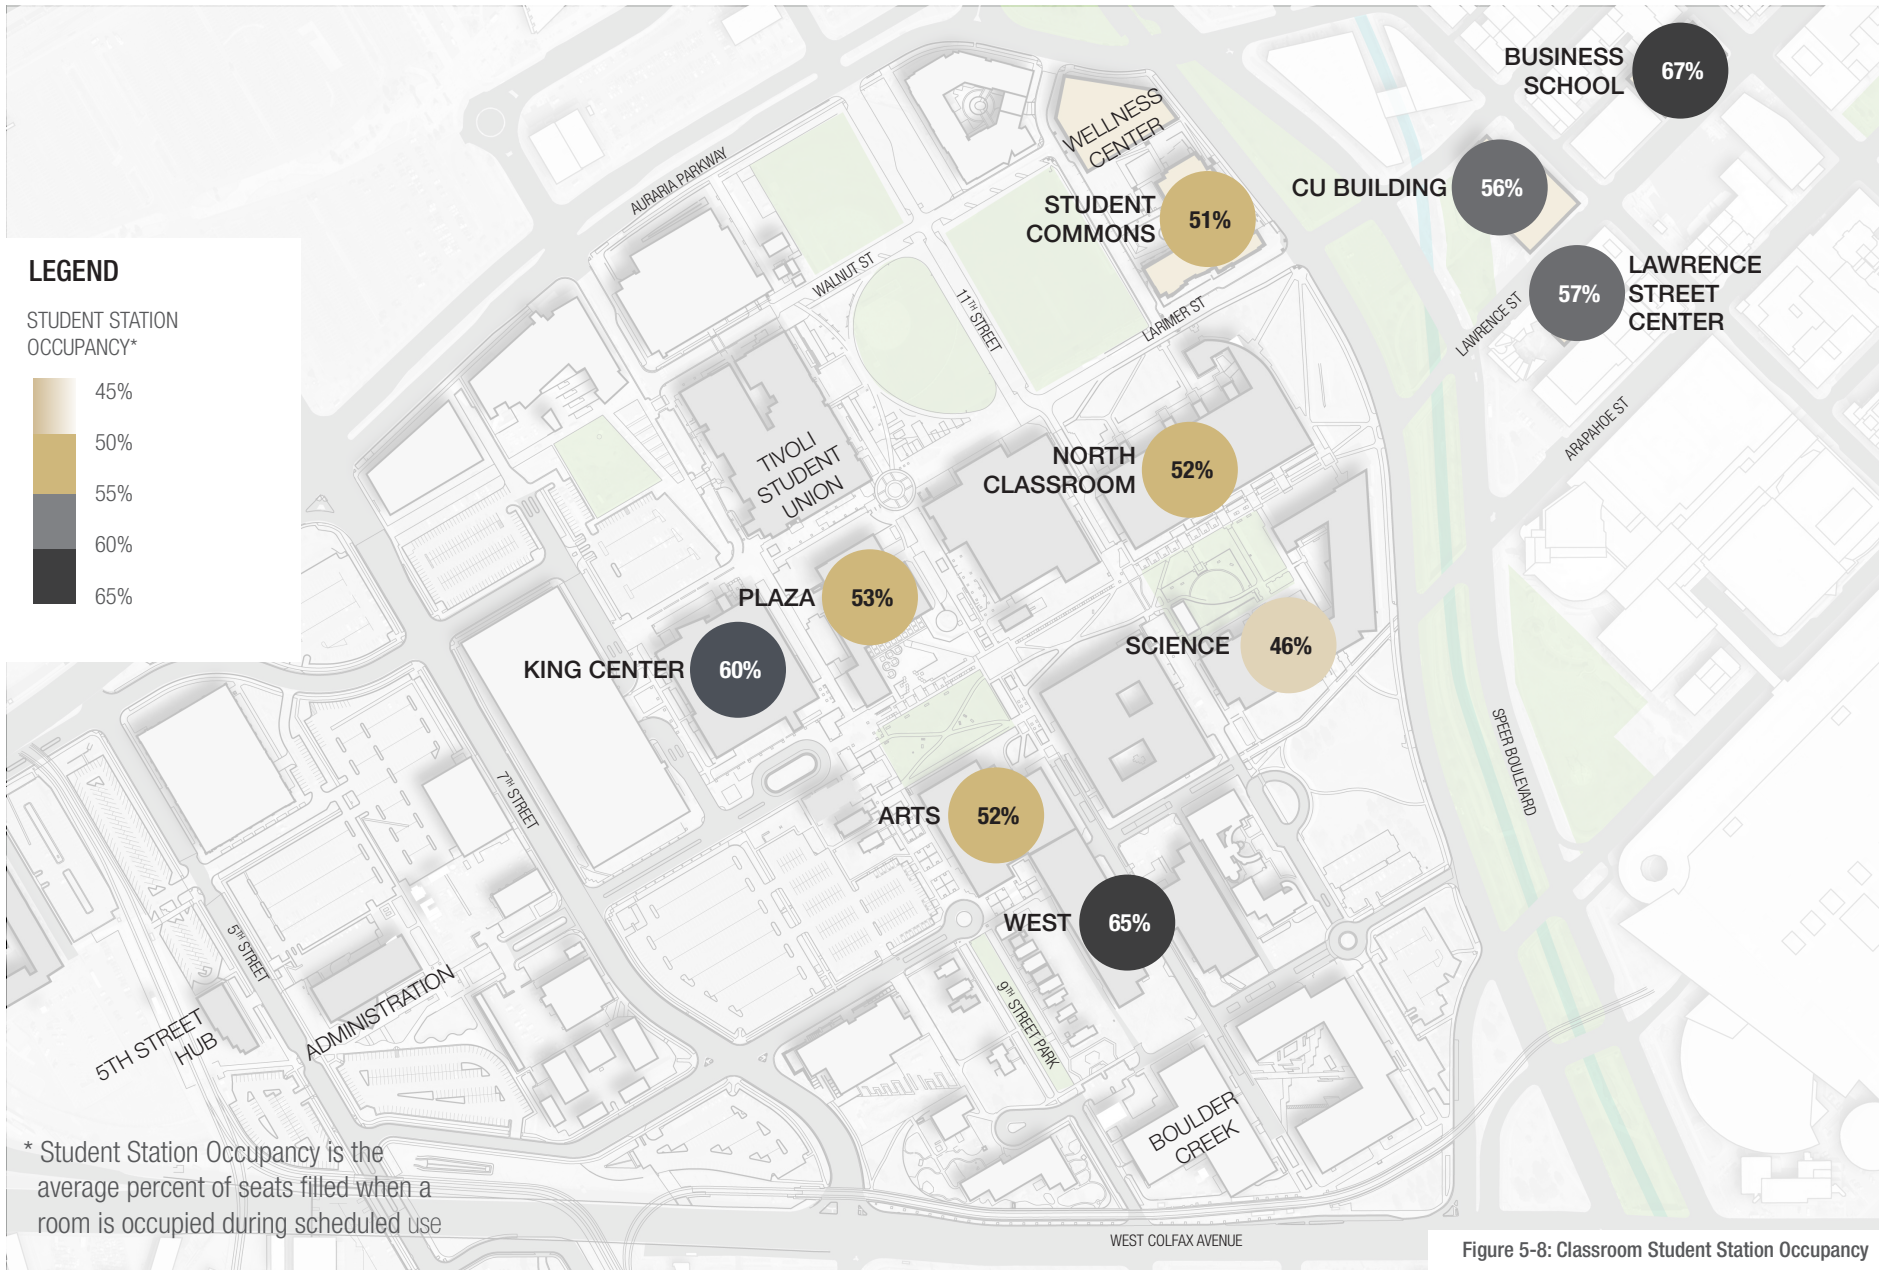 BUSINESS
SCHOOL
67%
WELLNESS
CENTER
CU BUILDING
56%
STUDENT
COMMONS
51%
AURARIA PARKWAY
LAWRENCE
STREET
CENTER
57%
LEGEND
STUDENT STATION
OCCUPANCY*
45%
50%
55%
60%
65%
WALNUT ST
11TH STREET
LARIMER ST
LAWRENCE ST
ARAPAHOE ST
TIVOLI
STUDENT
UNION
NORTH
CLASSROOM
52%
PLAZA
53%
KING CENTER
60%
SCIENCE
46%
SPEER BOULEVARD
7TH STREET
ARTS
52%
WEST
65%
5TH STREET
ADMINISTRATION
5TH STREET
HUB
9TH STREET PARK
BOULDER
CREEK
* Student Station Occupancy is the
average percent of seats filled when a
room is occupied during scheduled use
WEST COLFAX AVENUE
Figure 5-8: Classroom Student Station Occupancy